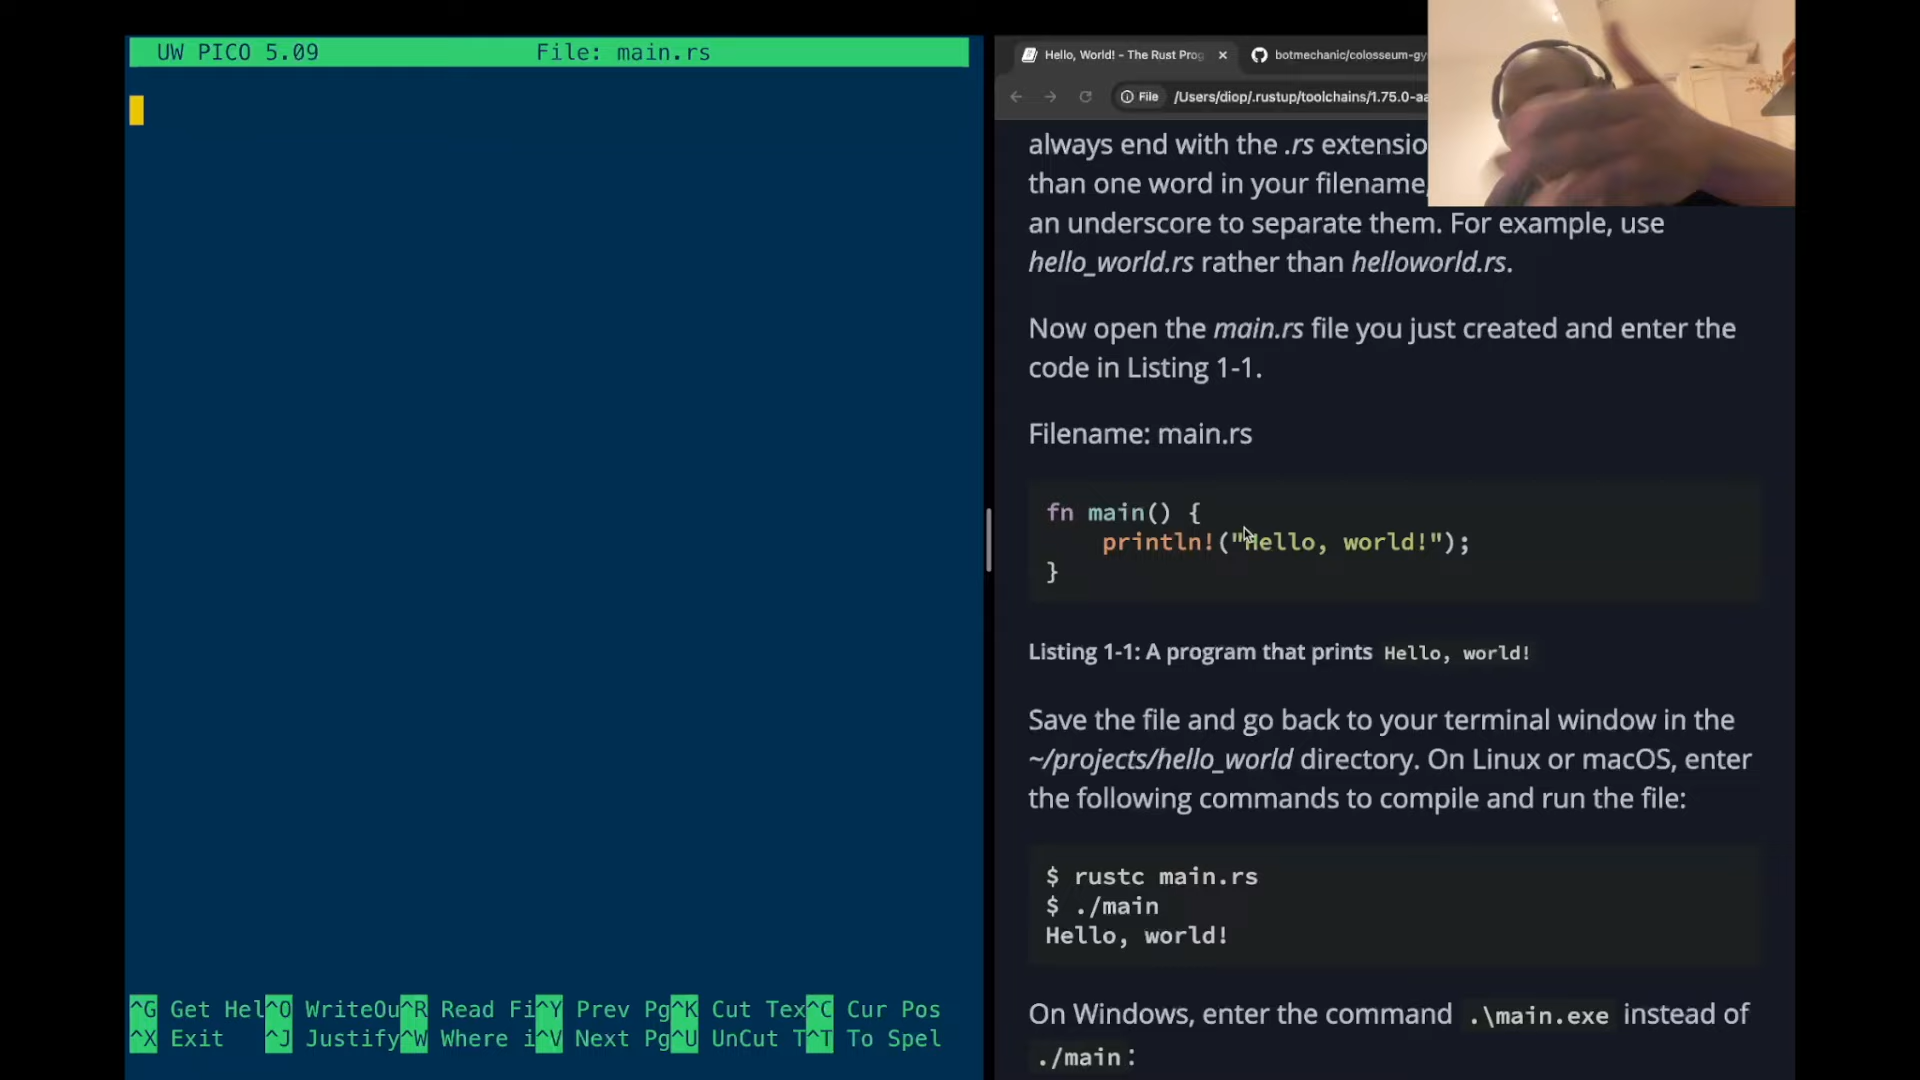 UW PICO 5.09 File: main.rs
^G Get Hel^O WriteOu^R Read Fi^Y Prev Pg^K Cut Tex^C Cur Pos
^X Exit ^J Justify^W Where i^V Next Pg^U UnCut T^T To Spel
Hello, World! – The Rust Prog
botmechanic/colosseum-gy
File /Users/diop/.rustup/toolchains/1.75.0-aa
always end with the .rs extensio
than one word in your filename,
an underscore to separate them. For example, use
hello_world.rs rather than helloworld.rs.
Now open the main.rs file you just created and enter the
code in Listing 1-1.
Filename: main.rs
fn main() {
println!("Hello, world!");
}
Listing 1-1: A program that prints Hello, world!
Save the file and go back to your terminal window in the
~/projects/hello_world directory. On Linux or macOS, enter
the following commands to compile and run the file:
$ rustc main.rs
$ ./main
Hello, world!
On Windows, enter the command .\main.exe instead of
./main: